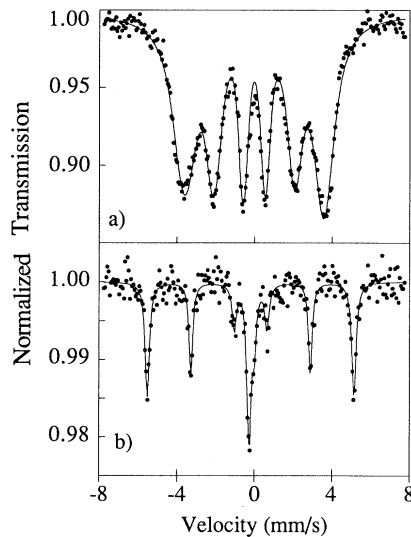 1.00
0.95
0.90
a)
Normalized Transmission
1.00
0.99
0.98
b)
-8 -4 0 4 8
Velocity (mm/s)